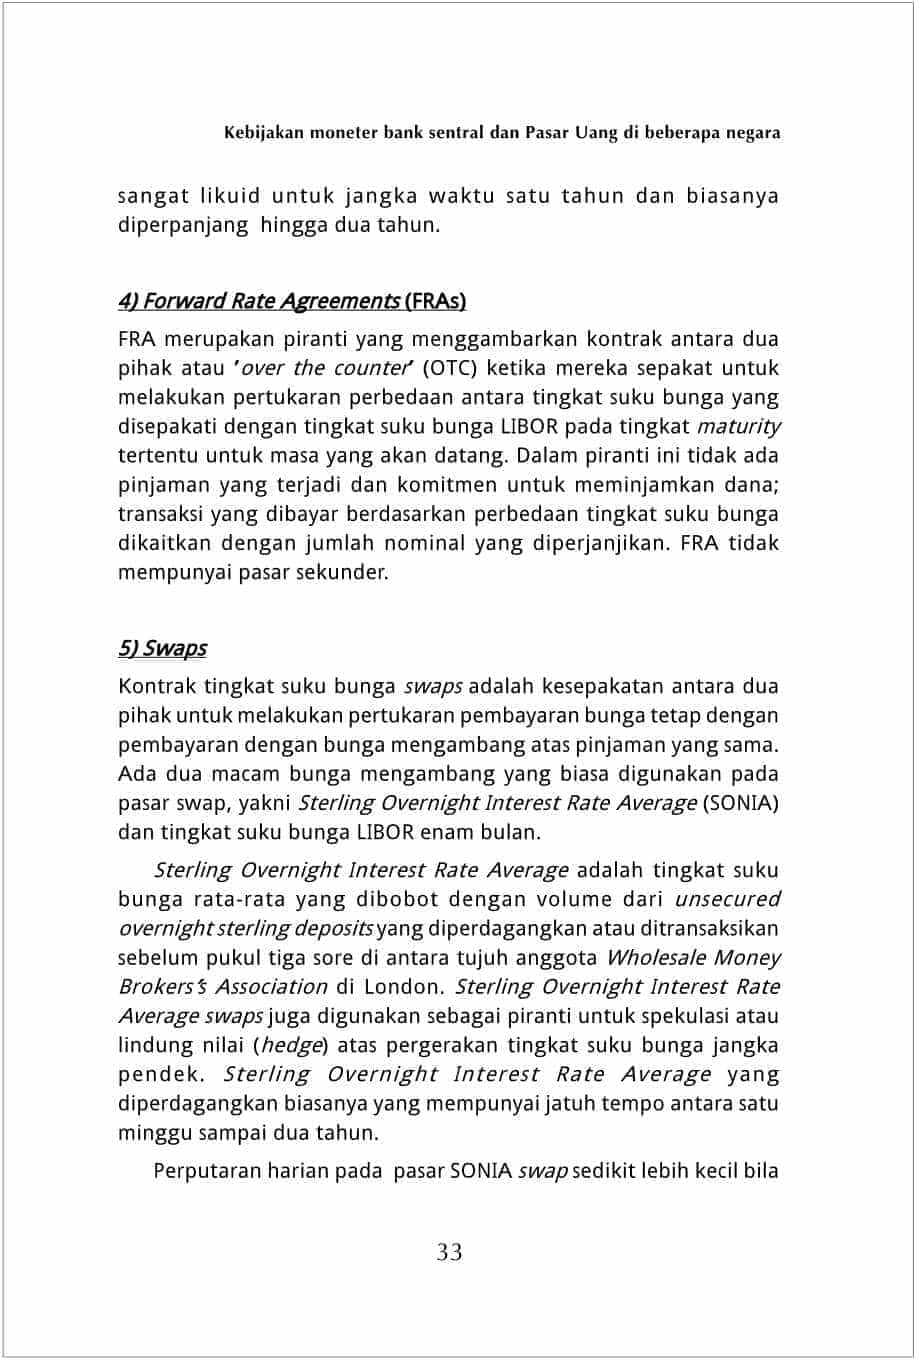 Kebijakan moneter bank sentral dan Pasar Uang di beberapa negara
sangat likuid untuk jangka waktu satu tahun dan biasanya
diperpanjang hingga dua tahun.
4) Forward Rate Agreements (FRAs)
FRA merupakan piranti yang menggambarkan kontrak antara dua
pihak atau ‘over the counter’ (OTC) ketika mereka sepakat untuk
melakukan pertukaran perbedaan antara tingkat suku bunga yang
disepakati dengan tingkat suku bunga LIBOR pada tingkat maturity
tertentu untuk masa yang akan datang. Dalam piranti ini tidak ada
pinjaman yang terjadi dan komitmen untuk meminjamkan dana;
transaksi yang dibayar berdasarkan perbedaan tingkat suku bunga
dikaitkan dengan jumlah nominal yang diperjanjikan. FRA tidak
mempunyai pasar sekunder.
5) Swaps
Kontrak tingkat suku bunga swaps adalah kesepakatan antara dua
pihak untuk melakukan pertukaran pembayaran bunga tetap dengan
pembayaran dengan bunga mengambang atas pinjaman yang sama.
Ada dua macam bunga mengambang yang biasa digunakan pada
pasar swap, yakni Sterling Overnight Interest Rate Average (SONIA)
dan tingkat suku bunga LIBOR enam bulan.
Sterling Overnight Interest Rate Average adalah tingkat suku
bunga rata-rata yang dibobot dengan volume dari unsecured
overnight sterling deposits yang diperdagangkan atau ditransaksikan
sebelum pukul tiga sore di antara tujuh anggota Wholesale Money
Brokers’s Association di London. Sterling Overnight Interest Rate
Average swaps juga digunakan sebagai piranti untuk spekulasi atau
lindung nilai (hedge) atas pergerakan tingkat suku bunga jangka
pendek. Sterling Overnight Interest Rate Average yang
diperdagangkan biasanya yang mempunyai jatuh tempo antara satu
minggu sampai dua tahun.
Perputaran harian pada pasar SONIA swap sedikit lebih kecil bila
33